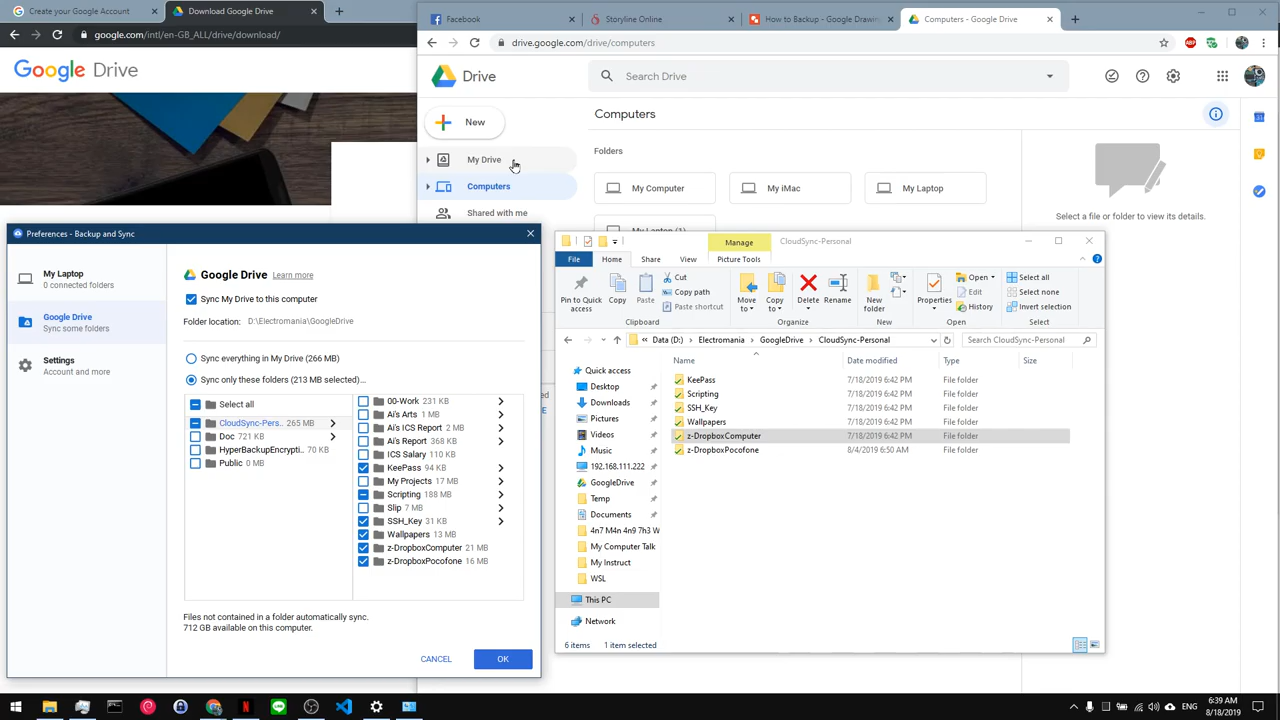 Create your Google Account
Download Google Drive
google.com/intl/en-GB_ALL/drive/download/
Google Drive
Facebook
Storyline Online
How to Backup - Google Drawing
Computers - Google Drive
drive.google.com/drive/computers
ABP
Drive
Search Drive
New
Computers
My Drive
Computers
Shared with me
Folders
My Computer
My iMac
My Laptop
My Laptop (1)
Select a file or folder to view its details.
Preferences - Backup and Sync
My Laptop
0 connected folders
Google Drive
Sync some folders
Settings
Account and more
Google Drive Learn more
Sync My Drive to this computer
Folder location: D:\Electromania\GoogleDrive
Sync everything in My Drive (266 MB)
Sync only these folders (213 MB selected)...
Select all
CloudSync-Pers.. 265 MB
Doc 721 KB
HyperBackupEncrypti.. 70 KB
Public 0 MB
00-Work 231 KB
Ai's Arts 1 MB
Ai's ICS Report 2 MB
Ai's Report 368 KB
ICS Salary 110 KB
KeePass 94 KB
My Projects 17 MB
Scripting 188 MB
Slip 7 MB
SSH_Key 31 KB
Wallpapers 13 MB
z-DropboxComputer 21 MB
z-DropboxPocofone 16 MB
Files not contained in a folder automatically sync.
712 GB available on this computer.
CANCEL
OK
Manage
CloudSync-Personal
File
Home
Share
View
Picture Tools
Pin to Quick access
Copy
Paste
Cut
Copy path
Paste shortcut
Clipboard
Move to
Copy to
Delete
Rename
Organize
New folder
New
Properties
Open
Edit
History
Open
Select all
Select none
Invert selection
Select
Data (D:) Electromania GoogleDrive CloudSync-Personal
Search CloudSync-Personal
Name Date modified Type Size
KeePass 7/18/2019 6:42 PM File folder
Scripting 7/18/2019 6:42 PM File folder
SSH_Key 7/18/2019 6:42 PM File folder
Wallpapers 7/18/2019 6:42 PM File folder
z-DropboxComputer 7/18/2019 6:42 PM File folder
z-DropboxPocofone 8/4/2019 6:50 AM File folder
Quick access
Desktop
Downloads
Pictures
Videos
Music
192.168.111.222
GoogleDrive
Temp
Documents
4n7 M4n 4n9 7h3 W
My Computer Talk
My Instruct
WSL
This PC
Network
6 items
1 item selected
ENG
6:39 AM
8/18/2019